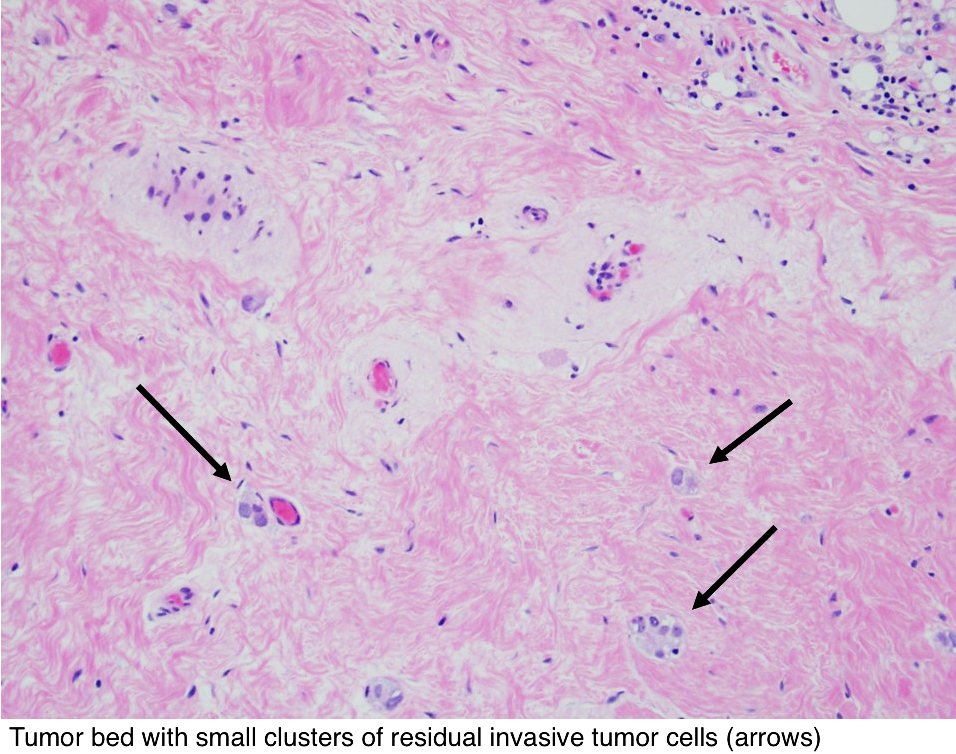 Tumor bed with small clusters of residual invasive tumor cells (arrows)